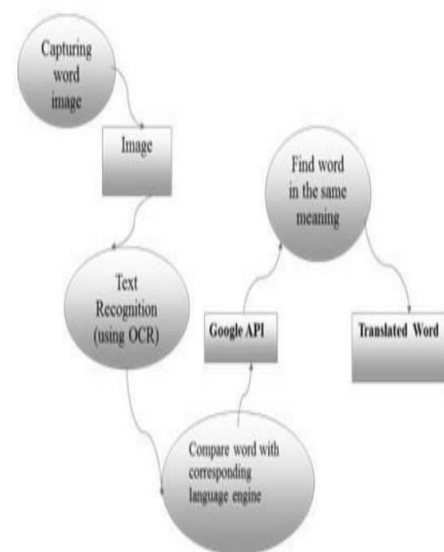 Capturing
word
image
Image
Text
Recognition
(using OCR)
Compare word with
corresponding
language engine
Google API
Find word
in the same
meaning
Translated Word